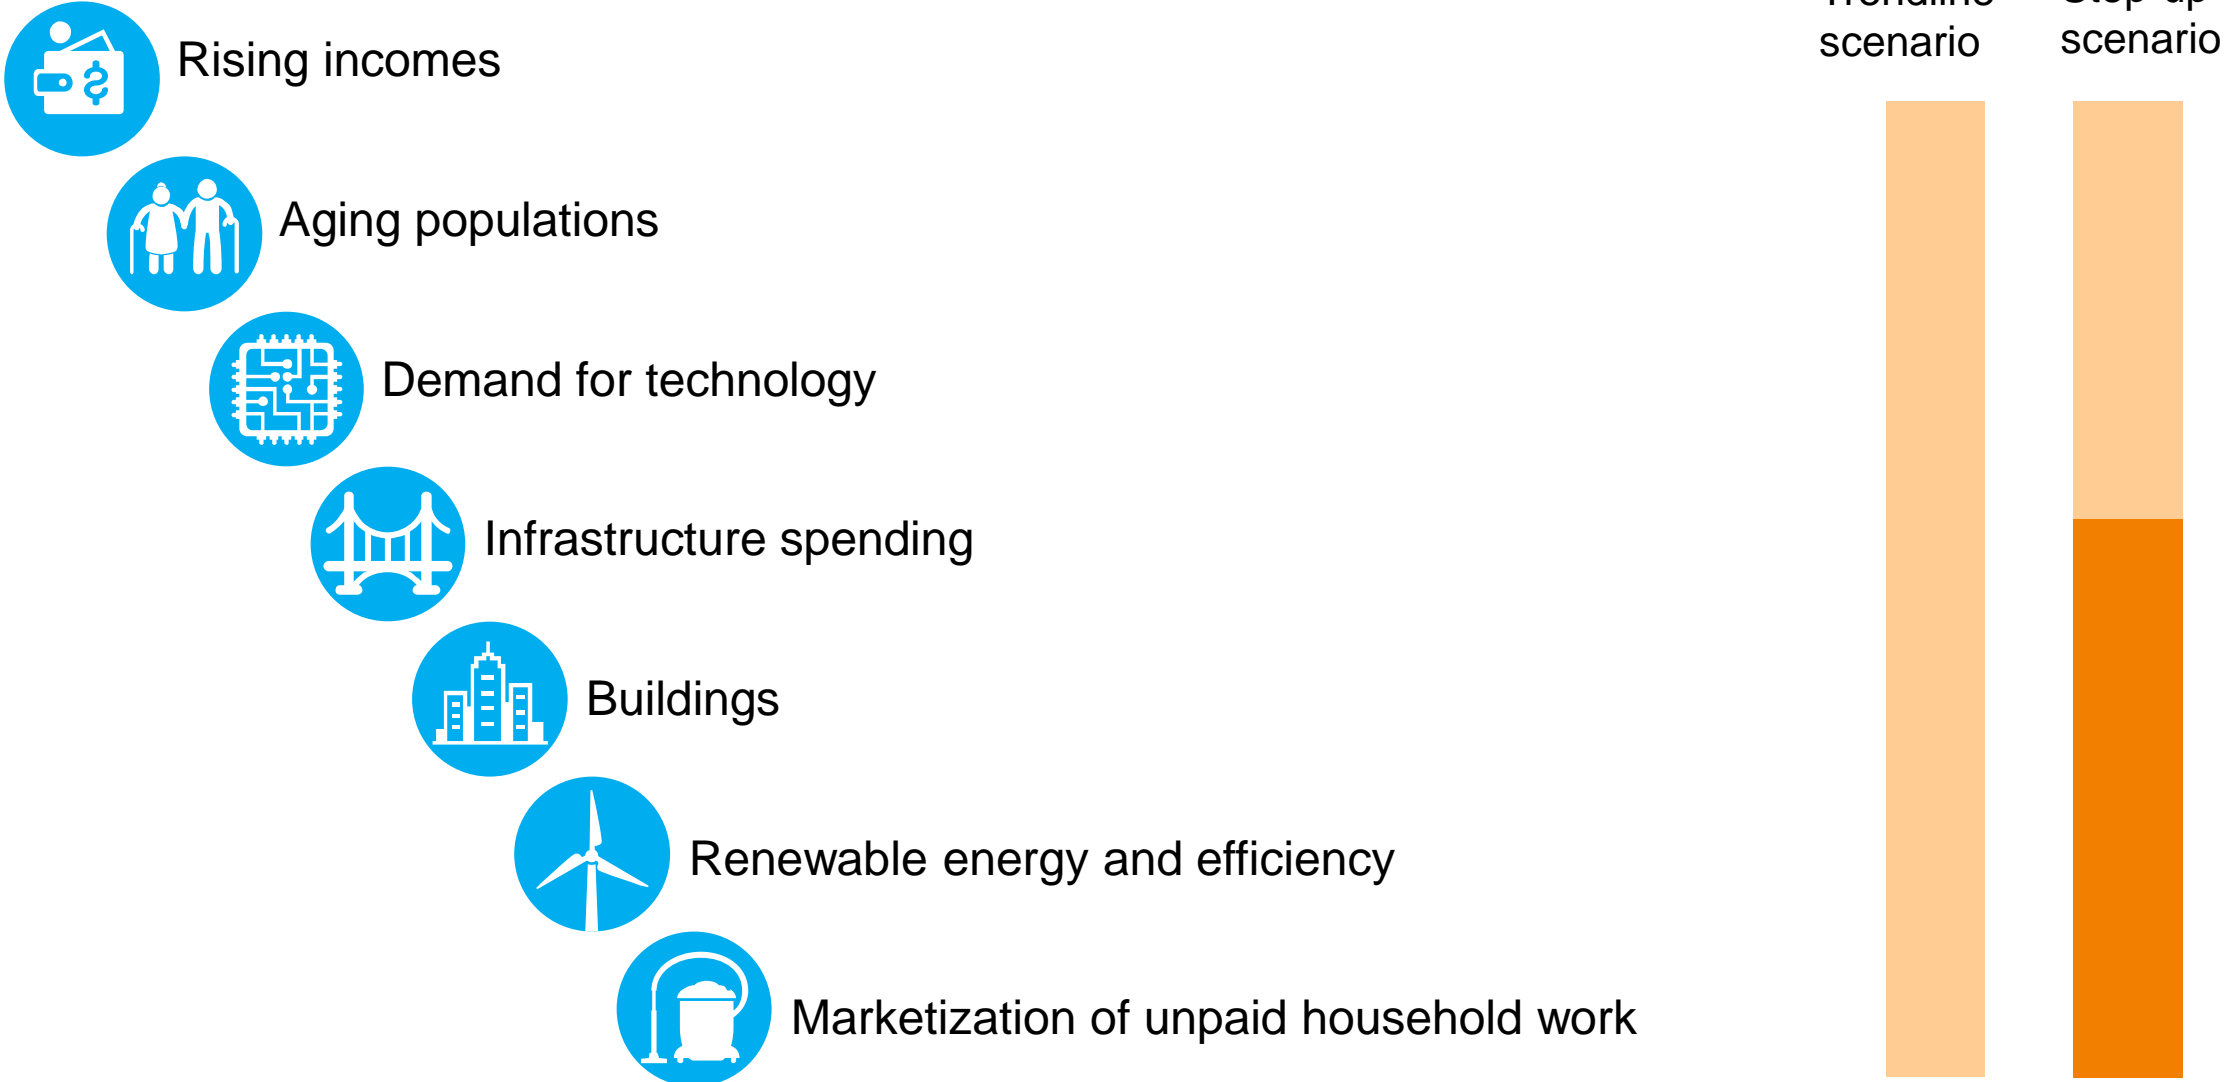 Rising incomes
scenario
scenario
Aging populations
Demand for technology
Infrastructure spending
Buildings
Renewable energy and efficiency
Marketization of unpaid household work